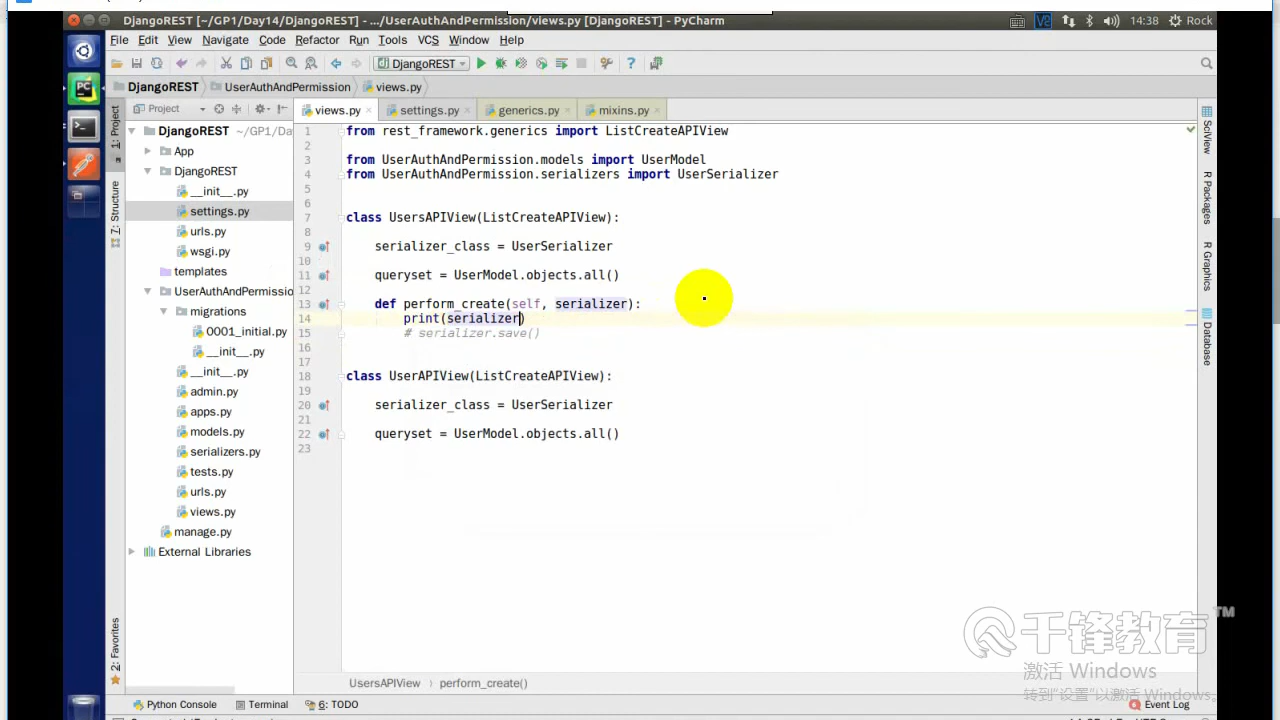 DjangoREST [~/GP1/Day14/DjangoREST] - .../UserAuthAndPermission/views.py [DjangoREST] - PyCharm
14:38
Rock
File Edit View Navigate Code Refactor Run Tools VCS Window Help
DjangoREST
DjangoREST UserAuthAndPermission views.py
Project
views.py settings.py generics.py mixins.py
1: Project
7: Structure
2: Favorites
DjangoREST ~/GP1/Da
App
DjangoREST
__init__.py
settings.py
urls.py
wsgi.py
templates
UserAuthAndPermissio
migrations
0001_initial.py
__init__.py
__init__.py
admin.py
apps.py
models.py
serializers.py
tests.py
urls.py
views.py
manage.py
External Libraries
1 from rest_framework.generics import ListCreateAPIView
2
3 from UserAuthAndPermission.models import UserModel
4 from UserAuthAndPermission.serializers import UserSerializer
5
6
7 class UsersAPIView(ListCreateAPIView):
8
9 serializer_class = UserSerializer
10
11 queryset = UserModel.objects.all()
12
13 def perform_create(self, serializer):
14 print(serializer)
15 # serializer.save()
16
17
18 class UserAPIView(ListCreateAPIView):
19
20 serializer_class = UserSerializer
21
22 queryset = UserModel.objects.all()
23
SciView
R Packages
R Graphics
Database
千锋教育 TM
激活 Windows
转到"设置"以激活 Windows。
UsersAPIView perform_create()
Python Console Terminal 6: TODO Event Log